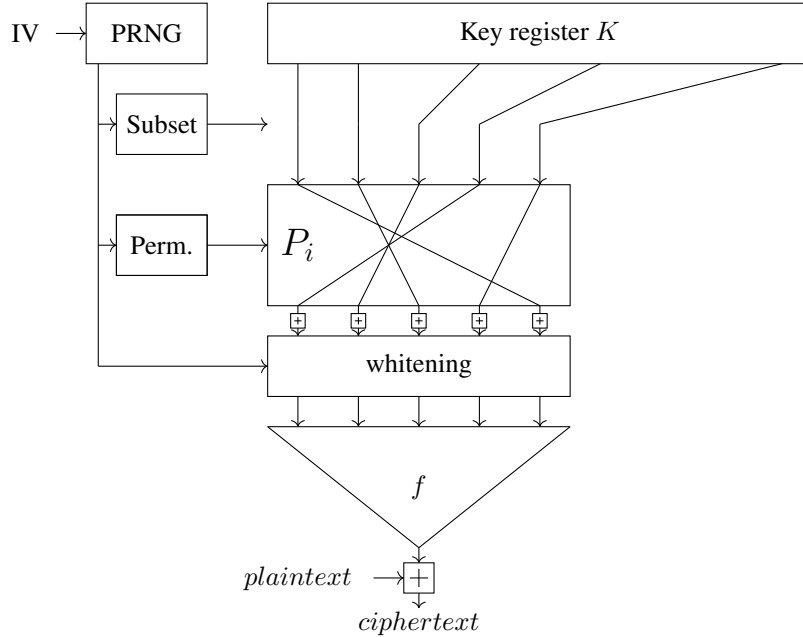 IV
PRNG
Key register K
Subset
Perm.
P_i
+ + + + +
whitening
f
plaintext
+
ciphertext